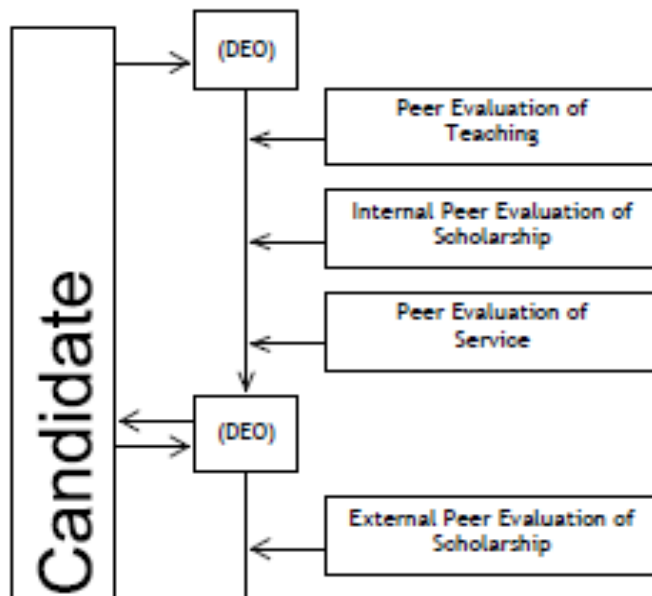 (DEO)
Peer Evaluation of
Teaching
Internal Peer Evaluation of
Scholarship
Peer Evaluation of
Service
Candidate
(DEO)
External Peer Evaluation of
Scholarship